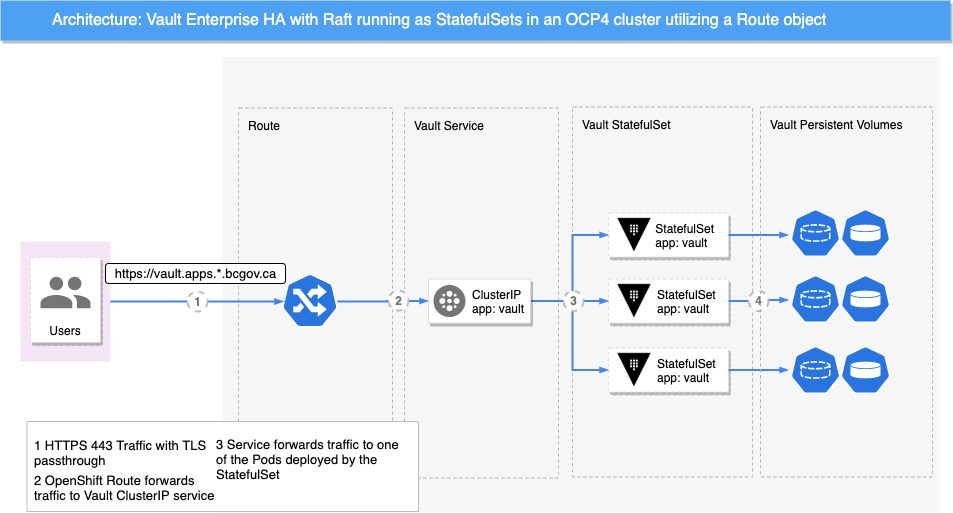 Architecture: Vault Enterprise HA with Raft running as StatefulSets in an OCP4 cluster utilizing a Route object
Route
Vault Service
Vault StatefulSet
Vault Persistent Volumes
https://vault.apps.*.bcgov.ca
Users
1
2
ClusterIP
app: vault
3
StatefulSet
app: vault
StatefulSet
app: vault
StatefulSet
app: vault
4
1 HTTPS 443 Traffic with TLS
passthrough
2 OpenShift Route forwards
traffic to Vault ClusterIP service
3 Service forwards traffic to one
of the Pods deployed by the
StatefulSet